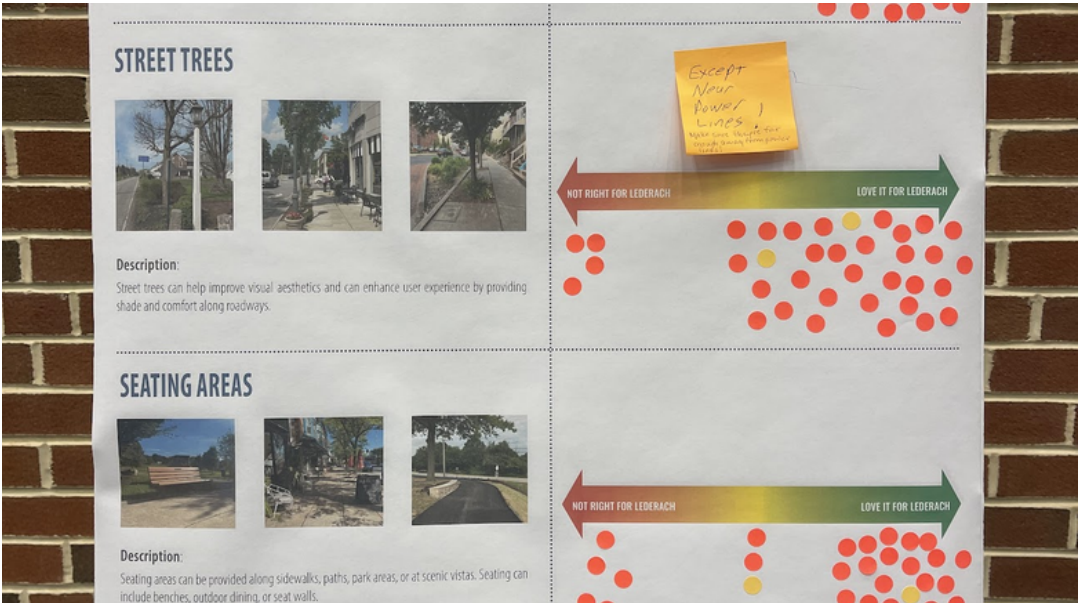 STREET TREES
Except
Near
Power
Lines!
Make sure
NOT RIGHT FOR LEDERACH
LOVE IT FOR LEDERACH
Description:
Street trees can help improve visual aesthetics and can enhance user experience by providing
shade and comfort along roadways.
SEATING AREAS
NOT RIGHT FOR LEDERACH
LOVE IT FOR LEDERACH
Description:
Seating areas can be provided along sidewalks, paths, park areas, or at scenic vistas. Seating can
include benches, outdoor dining, or seat walls.